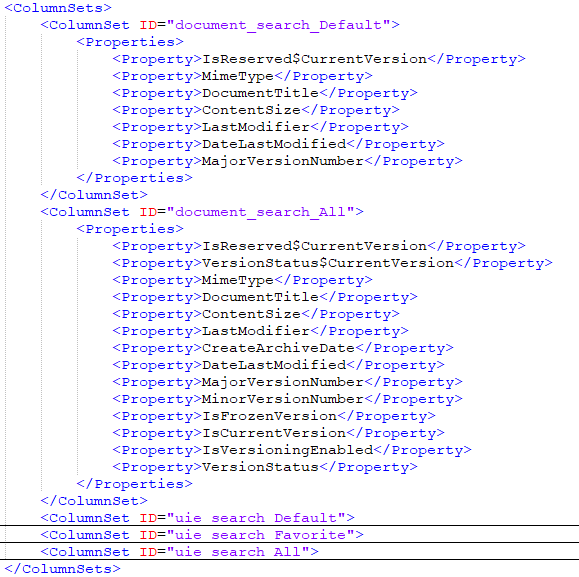 <ColumnSets>
<ColumnSet ID="document_search_Default">
<Properties>
<Property>IsReserved$CurrentVersion</Property>
<Property>MimeType</Property>
<Property>DocumentTitle</Property>
<Property>ContentSize</Property>
<Property>LastModifier</Property>
<Property>DateLastModified</Property>
<Property>MajorVersionNumber</Property>
</Properties>
</ColumnSet>
<ColumnSet ID="document_search_All">
<Properties>
<Property>IsReserved$CurrentVersion</Property>
<Property>VersionStatus$CurrentVersion</Property>
<Property>MimeType</Property>
<Property>DocumentTitle</Property>
<Property>ContentSize</Property>
<Property>LastModifier</Property>
<Property>CreateArchiveDate</Property>
<Property>DateLastModified</Property>
<Property>MajorVersionNumber</Property>
<Property>MinorVersionNumber</Property>
<Property>IsFrozenVersion</Property>
<Property>IsCurrentVersion</Property>
<Property>IsVersioningEnabled</Property>
<Property>VersionStatus</Property>
</Properties>
</ColumnSet>
<ColumnSet ID="uie search Default">
<ColumnSet ID="uie search Favorite">
<ColumnSet ID="uie search All">
</ColumnSets>